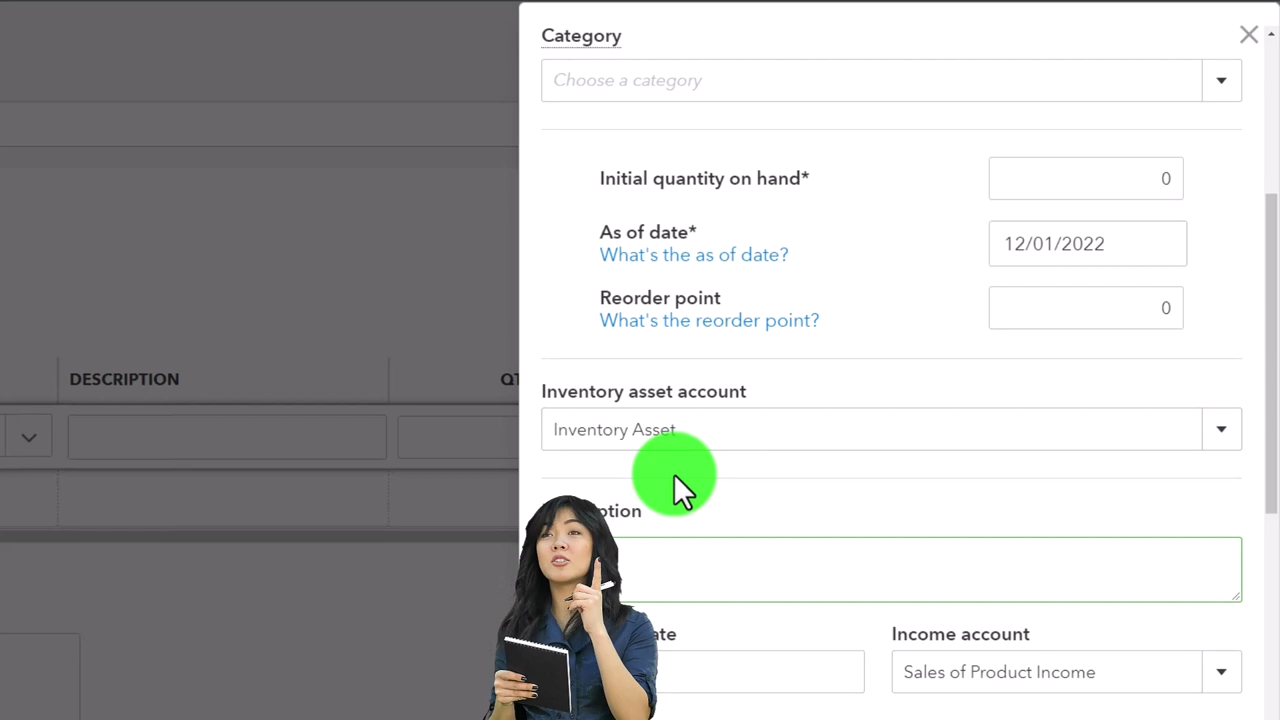 Category
Choose a category
Initial quantity on hand*
0
As of date*
12/01/2022
What's the as of date?
Reorder point
0
What's the reorder point?
DESCRIPTION
Inventory asset account
Inventory Asset
Income account
Sales of Product Income